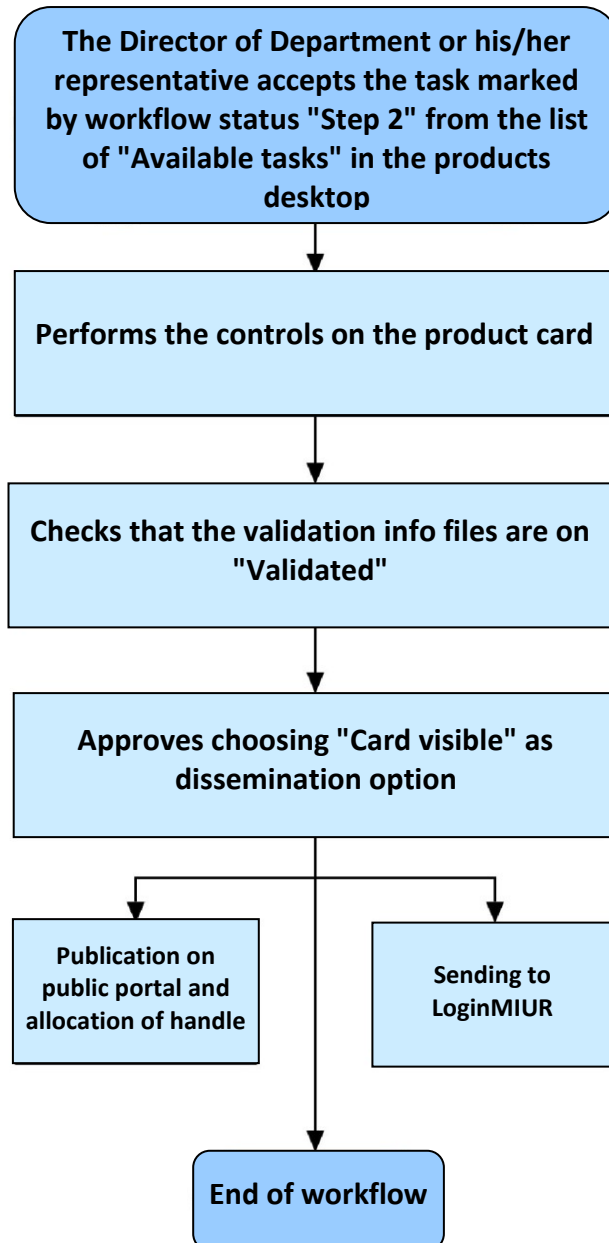 The Director of Department or his/her
representative accepts the task marked
by workflow status "Step 2" from the list
of "Available tasks" in the products
desktop
Performs the controls on the product card
Checks that the validation info files are on
"Validated"
Approves choosing "Card visible" as
dissemination option
Publication on
public portal and
allocation of handle
Sending to
LoginMIUR
End of workflow